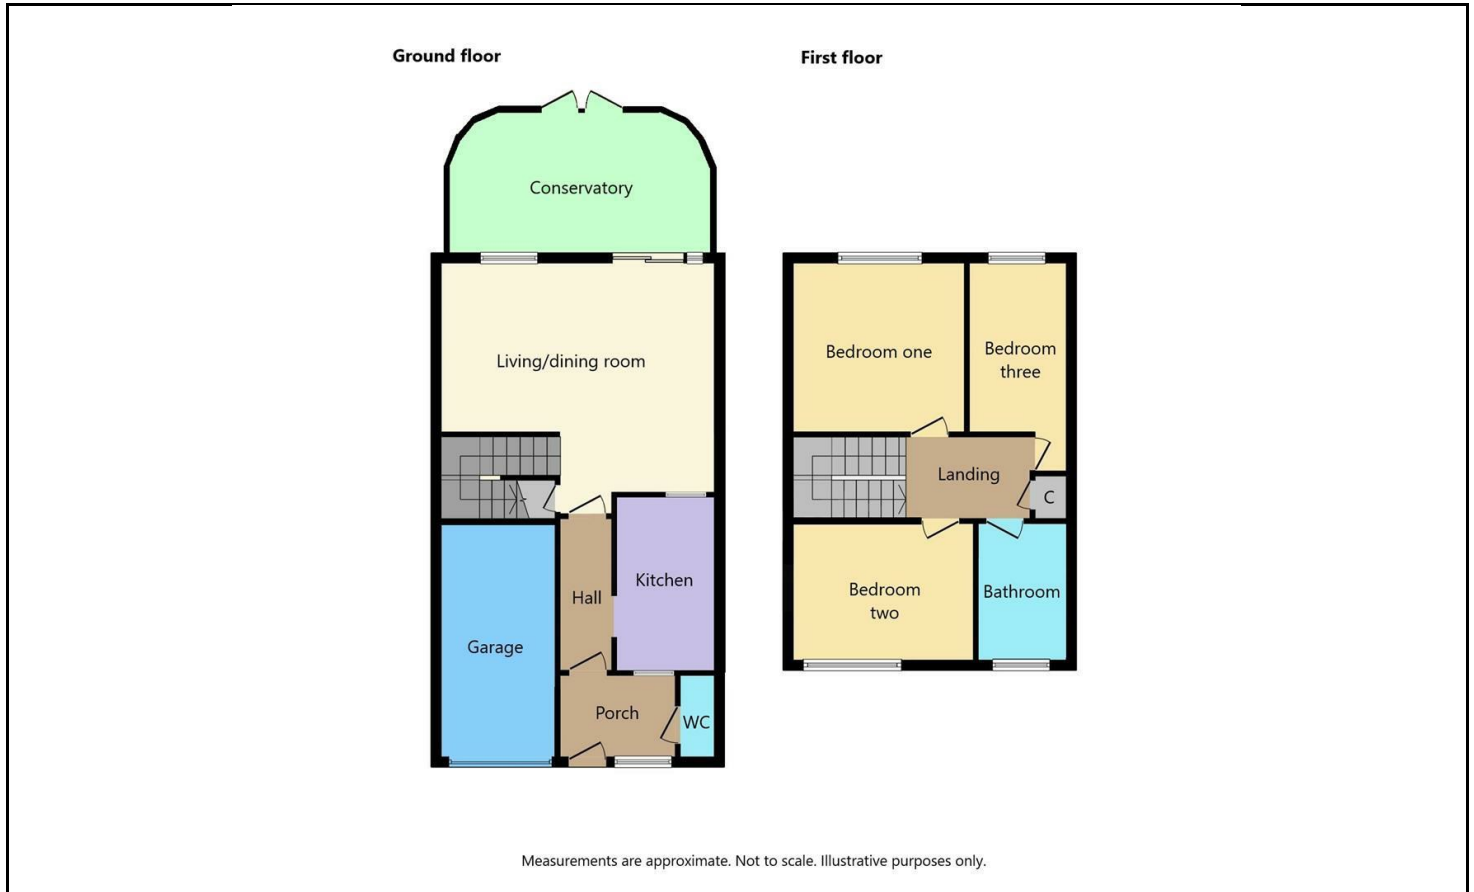 Ground floor
First floor
Conservatory
Living/dining room
Bedroom one
Bedroom
three
Landing
C
Kitchen
Hall
Garage
Bedroom
two
Bathroom
Porch
WC
Measurements are approximate. Not to scale. Illustrative purposes only.